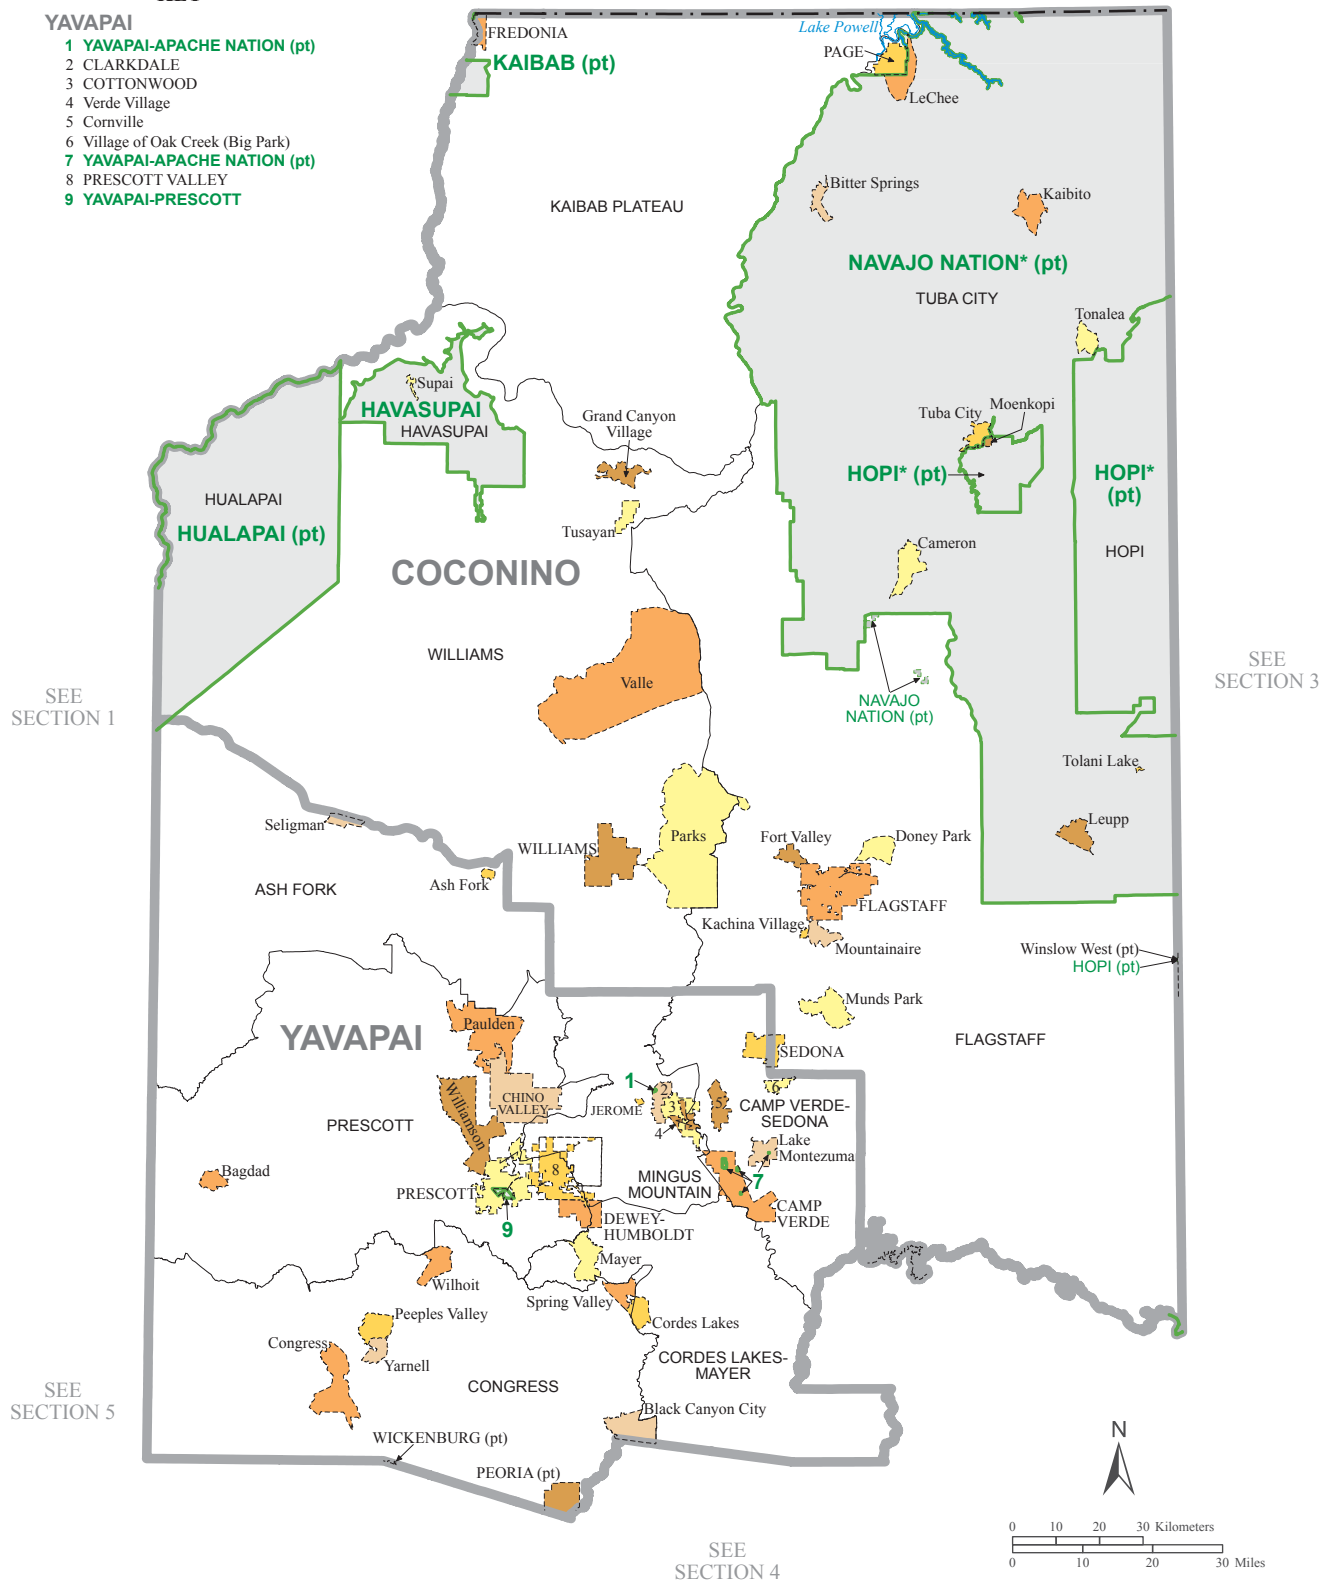 YAVAPAI
1 YAVAPAI-APACHE NATION (pt)
2 CLARKDALE
3 COTTONWOOD
4 Verde Village
5 Cornville
6 Village of Oak Creek (Big Park)
7 YAVAPAI-APACHE NATION (pt)
8 PRESCOTT VALLEY
9 YAVAPAI-PRESCOTT
FREDONIA
KAIBAB (pt)
Lake Powell
PAGE
LeChee
Bitter Springs
Kaibito
KAIBAB PLATEAU
NAVAJO NATION* (pt)
TUBA CITY
Tonalea
Supai
HAVASUPAI
HAVASUPAI
Grand Canyon
Village
Tuba City
Moenkopi
HOPI* (pt)
HOPI*
(pt)
HUALAPAI
HUALAPAI (pt)
Tusayan
Cameron
HOPI
COCONINO
WILLIAMS
Valle
SEE
SECTION 1
SEE
SECTION 3
NAVAJO
NATION (pt)
Tolani Lake
Seligman
Parks
WILLIAMS
Fort Valley
Doney Park
Leupp
Ash Fork
ASH FORK
FLAGSTAFF
Kachina Village
Mountainaire
Winslow West (pt)
HOPI (pt)
Munds Park
Paulden
YAVAPAI
SEDONA
FLAGSTAFF
1
2
6
Williamson
CHINO
VALLEY
JEROME
3
2
5
CAMP VERDE-
SEDONA
4
PRESCOTT
Lake
Montezuma
Bagdad
8
MINGUS
MOUNTAIN
7
PRESCOTT
9
CAMP
VERDE
DEWEY-
HUMBOLDT
Mayer
Wilhoit
Spring Valley
Peeples Valley
Cordes Lakes
Congress
Yarnell
CORDES LAKES-
MAYER
CONGRESS
SEE
SECTION 5
Black Canyon City
WICKENBURG (pt)
PEORIA (pt)
N
0 10 20 30 Kilometers
0 10 20 30 Miles
SEE
SECTION 4